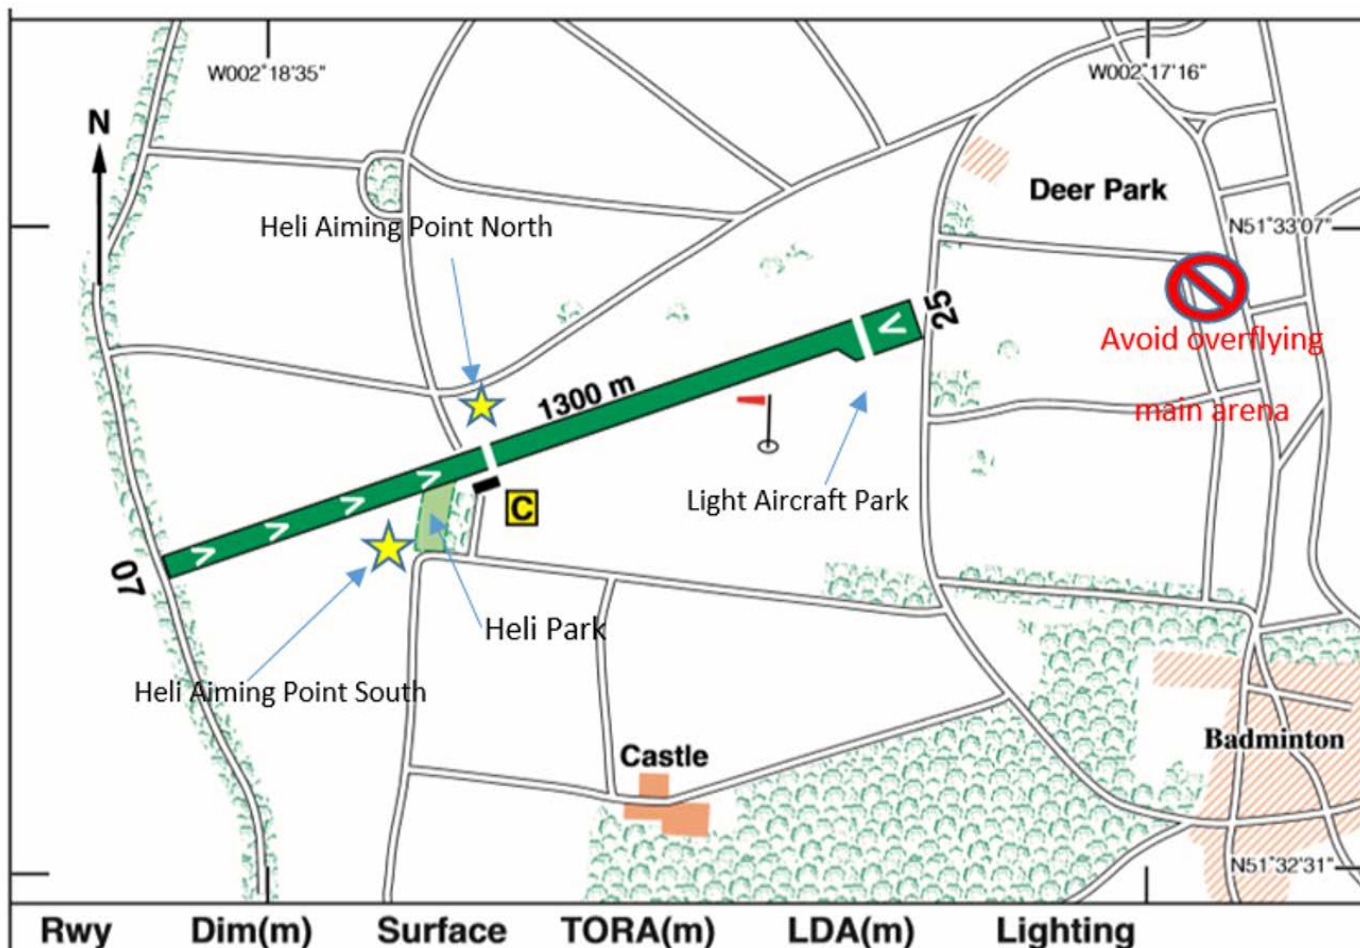 W002°18'35"
W002°17'16"
N
Deer Park
Heli Aiming Point North
N51°33'07"
25
Avoid overflying
main arena
1300 m
Light Aircraft Park
C
07
Heli Park
Heli Aiming Point South
Castle
Badminton
N51°32'31"
Rwy Dim(m) Surface TORA(m) LDA(m) Lighting